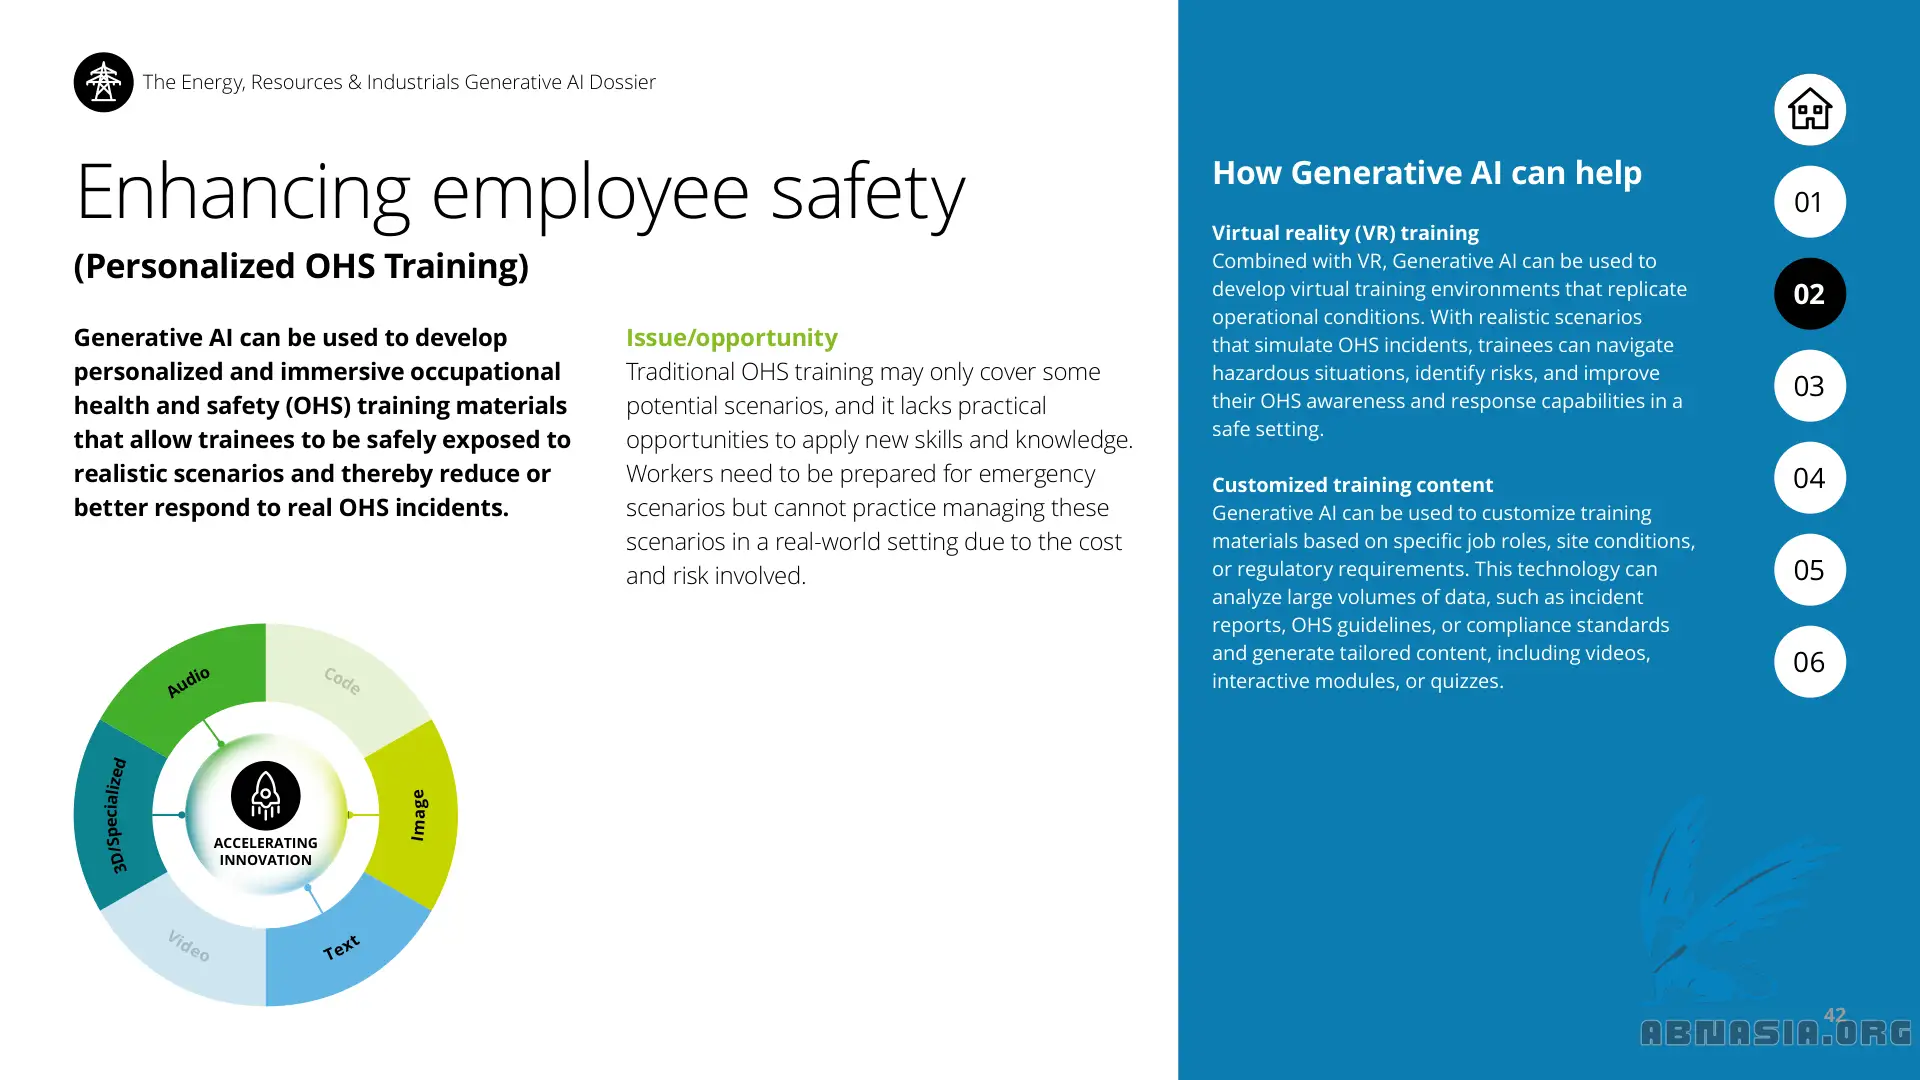 The Energy, Resources & Industrials Generative AI Dossier
Enhancing employee safety
(Personalized OHS Training)
Generative AI can be used to develop
personalized and immersive occupational
health and safety (OHS) training materials
that allow trainees to be safely exposed to
realistic scenarios and thereby reduce or
better respond to real OHS incidents.
Issue/opportunity
Traditional OHS training may only cover some
potential scenarios, and it lacks practical
opportunities to apply new skills and knowledge.
Workers need to be prepared for emergency
scenarios but cannot practice managing these
scenarios in a real-world setting due to the cost
and risk involved.
Audio
Code
Image
Text
Video
3D/Specialized
ACCELERATING
INNOVATION
How Generative AI can help
Virtual reality (VR) training
Combined with VR, Generative AI can be used to
develop virtual training environments that replicate
operational conditions. With realistic scenarios
that simulate OHS incidents, trainees can navigate
hazardous situations, identify risks, and improve
their OHS awareness and response capabilities in a
safe setting.
Customized training content
Generative AI can be used to customize training
materials based on specific job roles, site conditions,
or regulatory requirements. This technology can
analyze large volumes of data, such as incident
reports, OHS guidelines, or compliance standards
and generate tailored content, including videos,
interactive modules, or quizzes.
01
02
03
04
05
06
42
ABNASIA.ORG